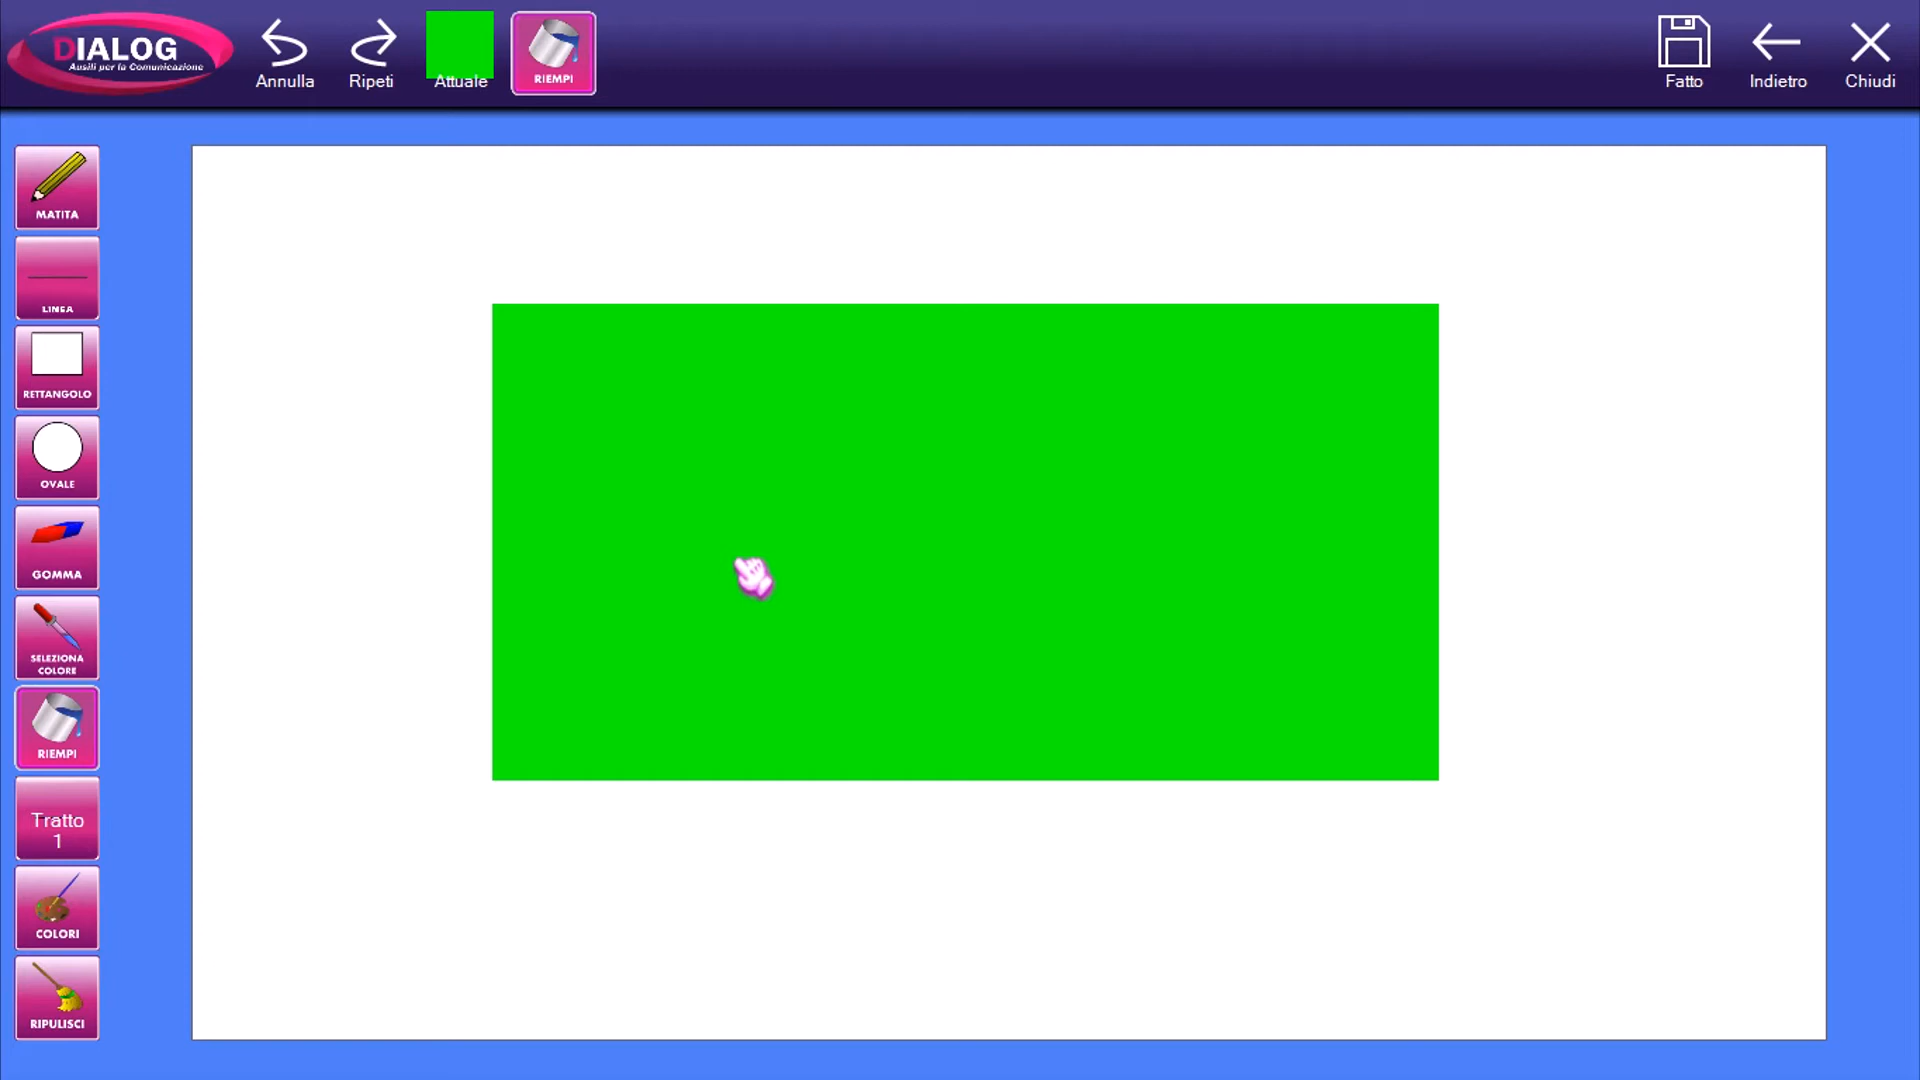 DIALOG
Ausili per la Comunicazione
Annulla
Ripeti
Attuale
RIEMPI
Fatto
Indietro
Chiudi
MATITA
LINEA
RETTANGOLO
OVALE
GOMMA
SELEZIONA
COLORE
RIEMPI
Tratto
1
COLORI
RIPULISCI